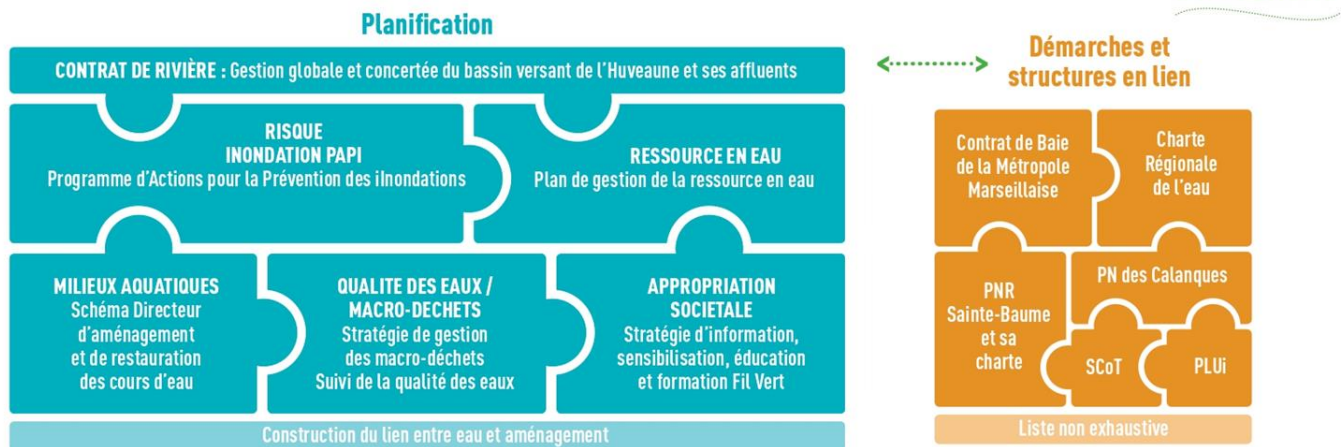 Planification
CONTRAT DE RIVIÈRE : Gestion globale et concertée du bassin versant de l'Huveaune et ses affluents
RISQUE
INONDATION PAPI
Programme d'Actions pour la Prévention des iInondations
RESSOURCE EN EAU
Plan de gestion de la ressource en eau
MILIEUX AQUATIQUES
Schéma Directeur
d'aménagement
et de restauration
des cours d'eau
QUALITE DES EAUX /
MACRO-DECHETS
Stratégie de gestion
des macro-déchets
Suivi de la qualité des eaux
APPROPRIATION
SOCIETALE
Stratégie d'information,
sensibilisation, éducation
et formation Fil Vert
Construction du lien entre eau et aménagement
Démarches et
structures en lien
Contrat de Baie
de la Métropole
Marseillaise
Charte
Régionale
de l'eau
PNR
Sainte-Baume
et sa
charte
PN des Calanques
SCoT
PLUi
Liste non exhaustive